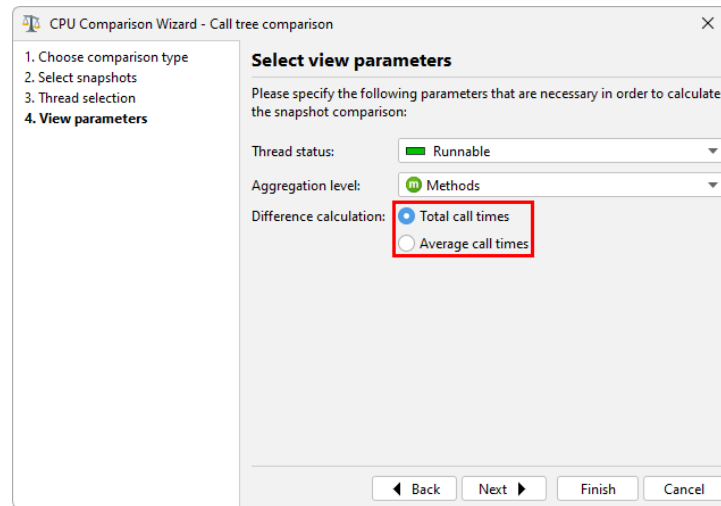 CPU Comparison Wizard - Call tree comparison
1. Choose comparison type
2. Select snapshots
3. Thread selection
4. View parameters
Select view parameters
Please specify the following parameters that are necessary in order to calculate
the snapshot comparison:
Thread status: Runnable
Aggregation level: m Methods
Difference calculation: Total call times
Average call times
Back Next Finish Cancel